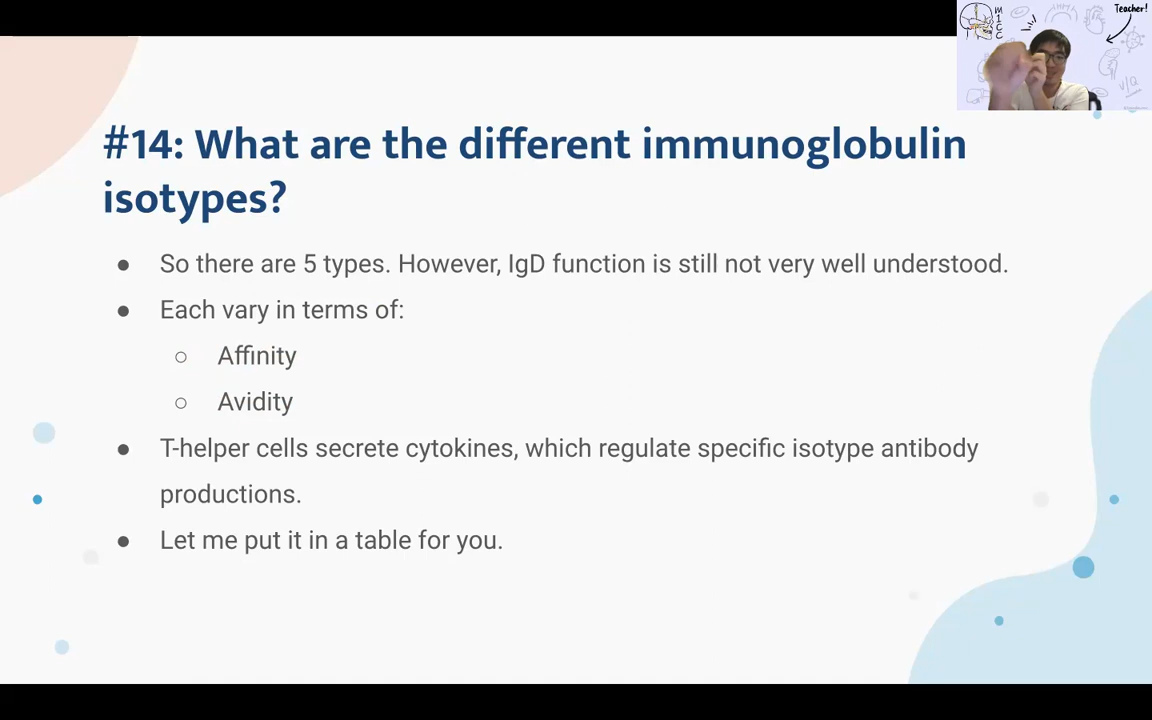 M
I
C
C
Teacher!
V/Q
#14: What are the different immunoglobulin
isotypes?
● So there are 5 types. However, IgD function is still not very well understood.
● Each vary in terms of:
○ Affinity
○ Avidity
● T-helper cells secrete cytokines, which regulate specific isotype antibody
productions.
● Let me put it in a table for you.